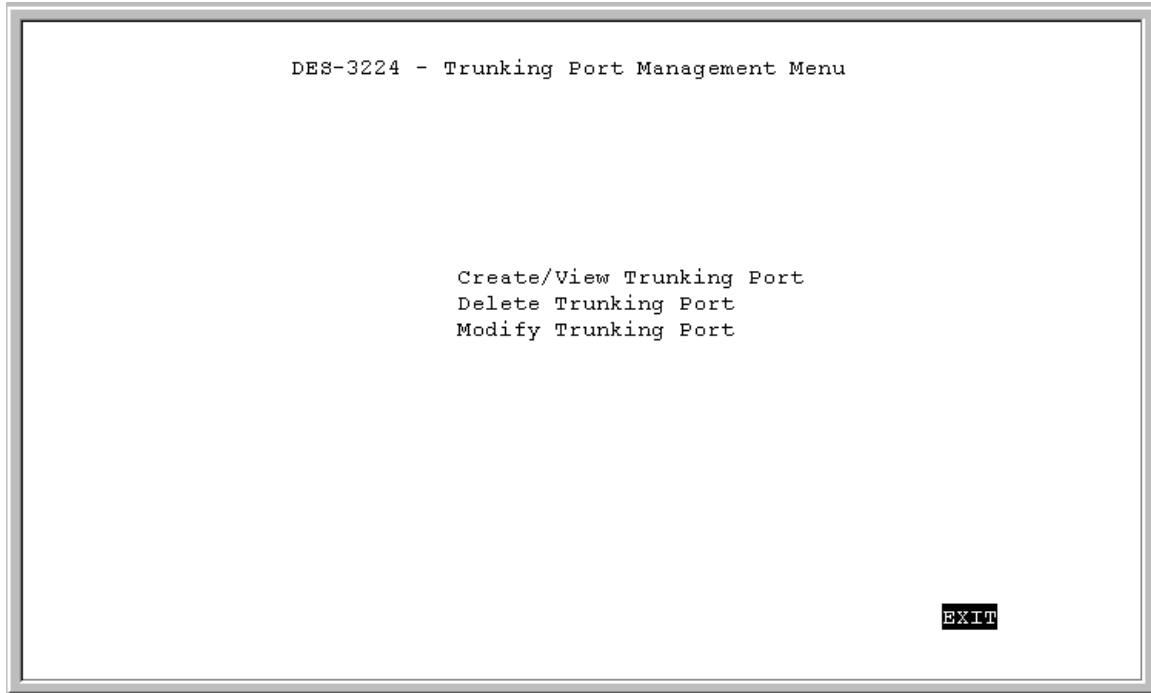 DES-3224 - Trunking Port Management Menu
Create/View Trunking Port
Delete Trunking Port
Modify Trunking Port
EXIT